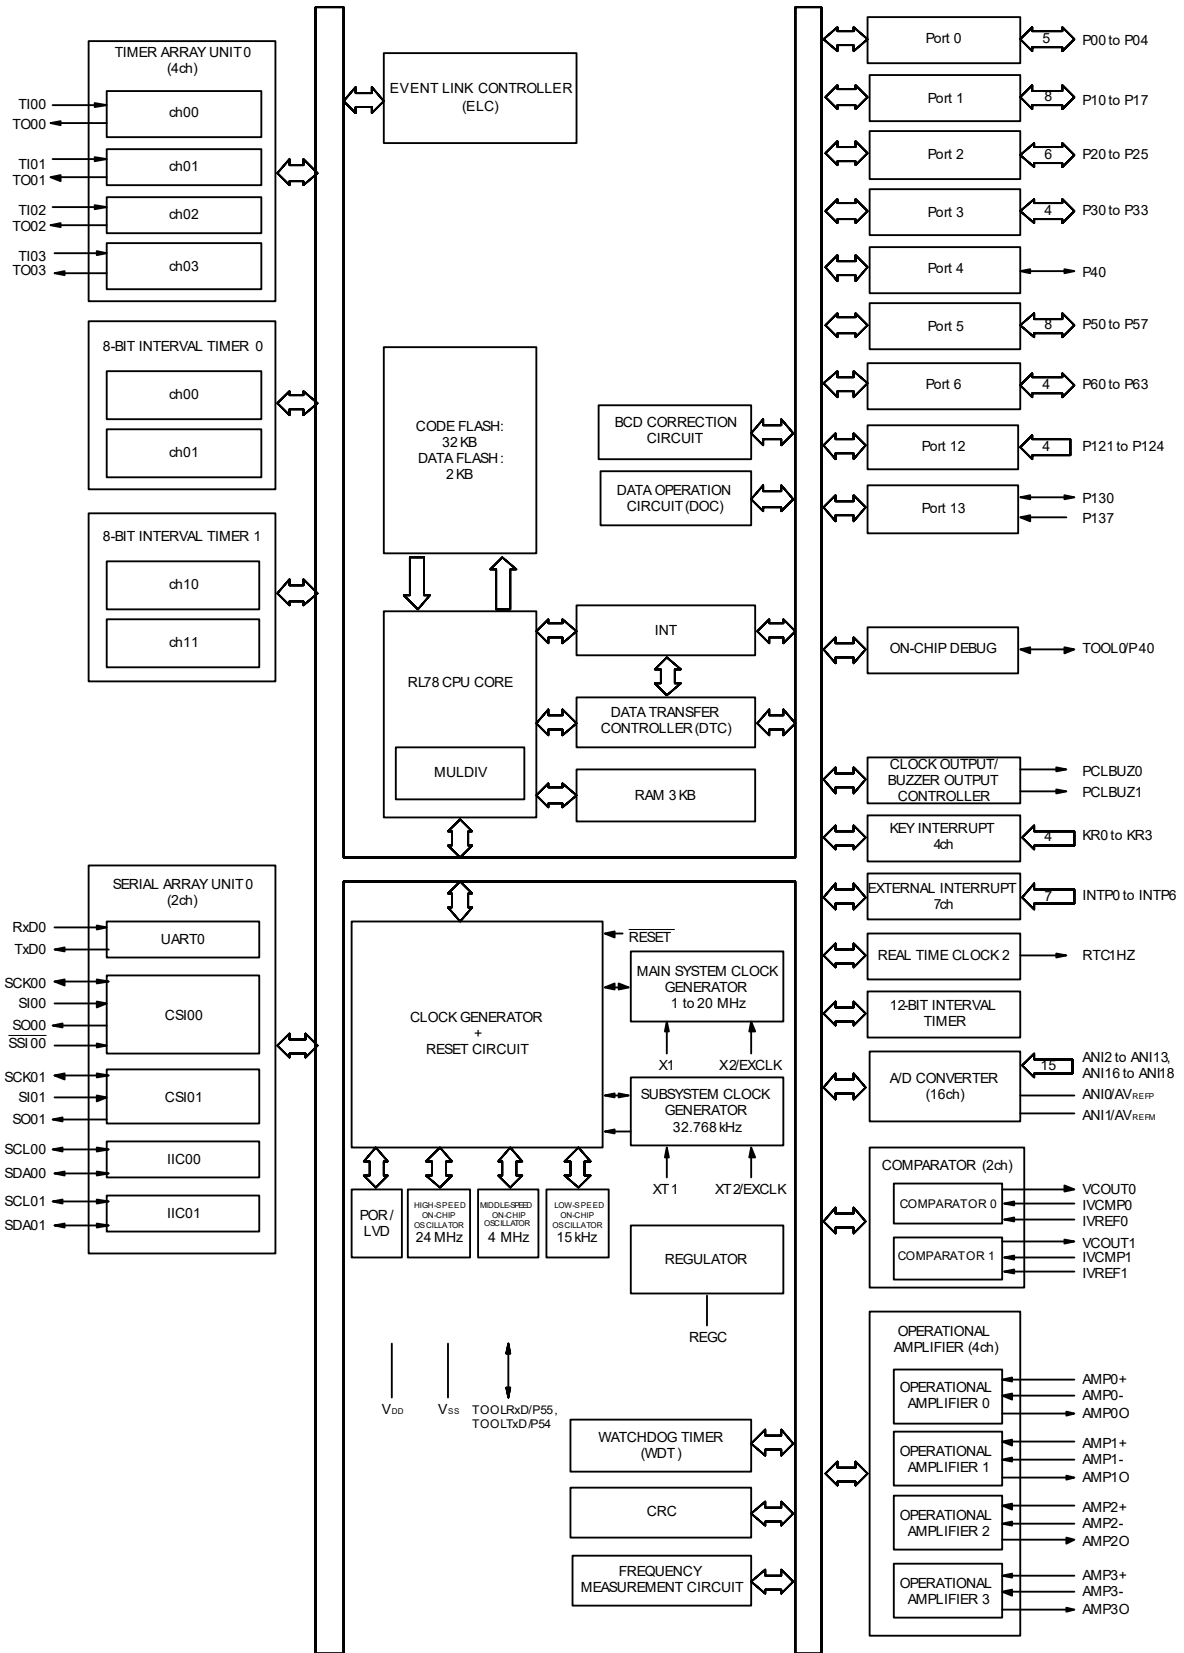 TIMER ARRAY UNIT 0
(4ch)
TI00
TO00
ch00
TI01
TO01
ch01
TI02
TO02
ch02
TI03
TO03
ch03
8-BIT INTERVAL TIMER 0
ch00
ch01
8-BIT INTERVAL TIMER 1
ch10
ch11
SERIAL ARRAY UNIT 0
(2ch)
RxD0
TxD0
UART0
SCK00
SI00
SO00
SSI00
CSI00
SCK01
SI01
SO01
CSI01
SCL00
SDA00
IIC00
SCL01
SDA01
IIC01
EVENT LINK CONTROLLER
(ELC)
CODE FLASH:
32 KB
DATA FLASH:
2 KB
BCD CORRECTION
CIRCUIT
DATA OPERATION
CIRCUIT (DOC)
RL78 CPU CORE
MULDIV
INT
DATA TRANSFER
CONTROLLER (DTC)
RAM 3 KB
CLOCK GENERATOR
+
RESET CIRCUIT
RESET
MAIN SYSTEM CLOCK
GENERATOR
1 to 20 MHz
X1
X2/EXCLK
SUBSYSTEM CLOCK
GENERATOR
32.768 kHz
XT1
XT2/EXCLK
POR /
LVD
HIGH-SPEED
ON-CHIP
OSCILLATOR
24 MHz
MIDDLE-SPEED
ON-CHIP
OSCILLATOR
4 MHz
LOW-SPEED
ON-CHIP
OSCILLATOR
15 kHz
REGULATOR
REGC
VDD
VSS
TOOLRxD/P55,
TOOLTxD/P54
WATCHDOG TIMER
(WDT)
CRC
FREQUENCY
MEASUREMENT CIRCUIT
Port 0
5
P00 to P04
Port 1
8
P10 to P17
Port 2
6
P20 to P25
Port 3
4
P30 to P33
Port 4
P40
Port 5
8
P50 to P57
Port 6
4
P60 to P63
Port 12
4
P121 to P124
Port 13
P130
P137
ON-CHIP DEBUG
TOOL0/P40
CLOCK OUTPUT/
BUZZER OUTPUT
CONTROLLER
PCLBUZ0
PCLBUZ1
KEY INTERRUPT
4ch
4
KR0 to KR3
EXTERNAL INTERRUPT
7ch
7
INTP0 to INTP6
REAL TIME CLOCK 2
RTC1HZ
12-BIT INTERVAL
TIMER
A/D CONVERTER
(16ch)
15
ANI2 to ANI13,
ANI16 to ANI18
ANI0/AVREFP
ANI1/AVREFM
COMPARATOR (2ch)
COMPARATOR 0
VCOUT0
IVCMP0
IVREF0
COMPARATOR 1
VCOUT1
IVCMP1
IVREF1
OPERATIONAL
AMPLIFIER (4ch)
OPERATIONAL
AMPLIFIER 0
AMP0+
AMP0-
AMP0O
OPERATIONAL
AMPLIFIER 1
AMP1+
AMP1-
AMP1O
OPERATIONAL
AMPLIFIER 2
AMP2+
AMP2-
AMP2O
OPERATIONAL
AMPLIFIER 3
AMP3+
AMP3-
AMP3O